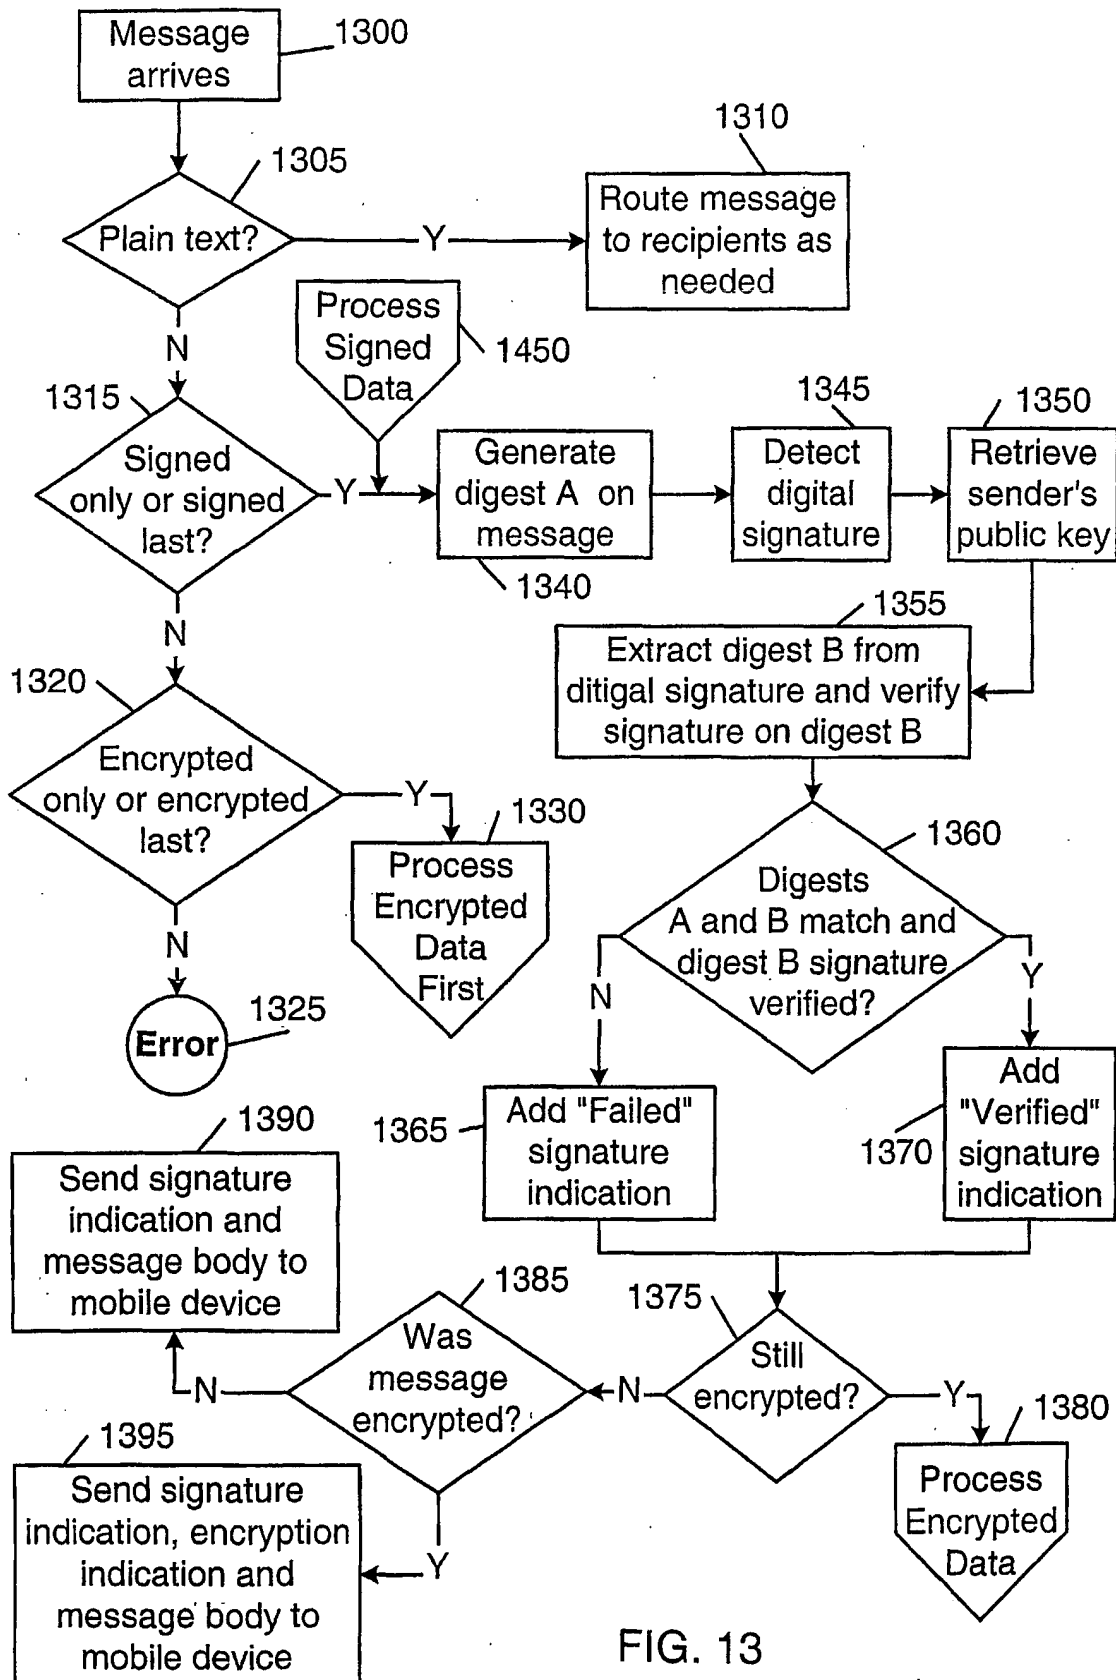 Message
arrives
1300
1305
Plain text?
Y
1310
Route message
to recipients as
needed
N
Process
Signed
Data
1450
1315
Signed
only or signed
last?
Y
Generate
digest A on
message
1340
1345
Detect
digital
signature
1350
Retrieve
sender's
public key
N
1355
Extract digest B from
ditigal signature and verify
signature on digest B
1320
Encrypted
only or encrypted
last?
Y
1330
Process
Encrypted
Data
First
1360
Digests
A and B match and
digest B signature
verified?
N
Y
N
1325
Error
1365
Add "Failed"
signature
indication
1370
Add
"Verified"
signature
indication
1390
Send signature
indication and
message body to
mobile device
1385
Was
message
encrypted?
1375
Still
encrypted?
N
N
Y
1380
Process
Encrypted
Data
1395
Send signature
indication, encryption
indication and
message body to
mobile device
Y
FIG. 13